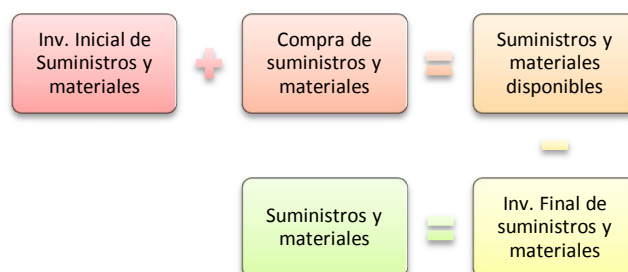 Inv. Inicial de
Suministros y
materiales
+
Compra de
suministros y
materiales
=
Suministros y
materiales
disponibles
-
Inv. Final de
suministros y
materiales
=
Suministros y
materiales